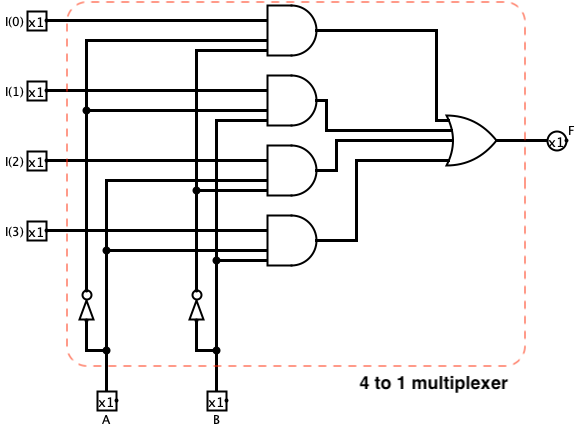 I(0) x1
F
I(1) x1
x1
I(2) x1
I(3) x1
4 to 1 multiplexer
x1 x1
A B